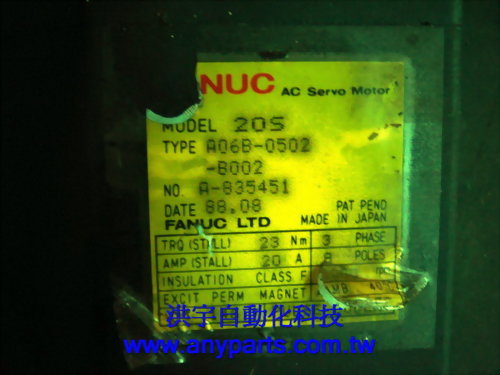 NUC AC Servo Motor
MODEL 20S
TYPE A06B-0502
-B002
NO. A-835451
DATE 88.08 PAT PEND
FANUC LTD MADE IN JAPAN
TRQ (STALL) 23 Nm 3 PHASE
AMP (STALL) 20 A 8 POLES
INSULATION CLASS F
EXCIT PERM MAGNET
洪宇自動化科技
www.anyparts.com.tw